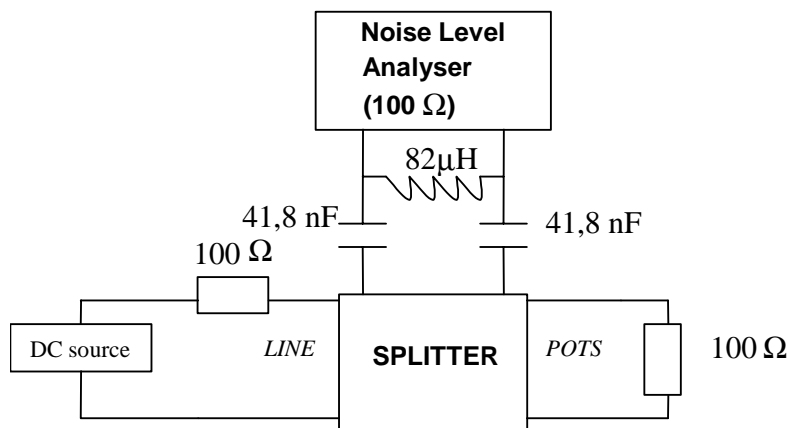 Noise Level
Analyser
(100 Ω)
82μH
41,8 nF
41,8 nF
100 Ω
DC source
LINE
SPLITTER
POTS
100 Ω